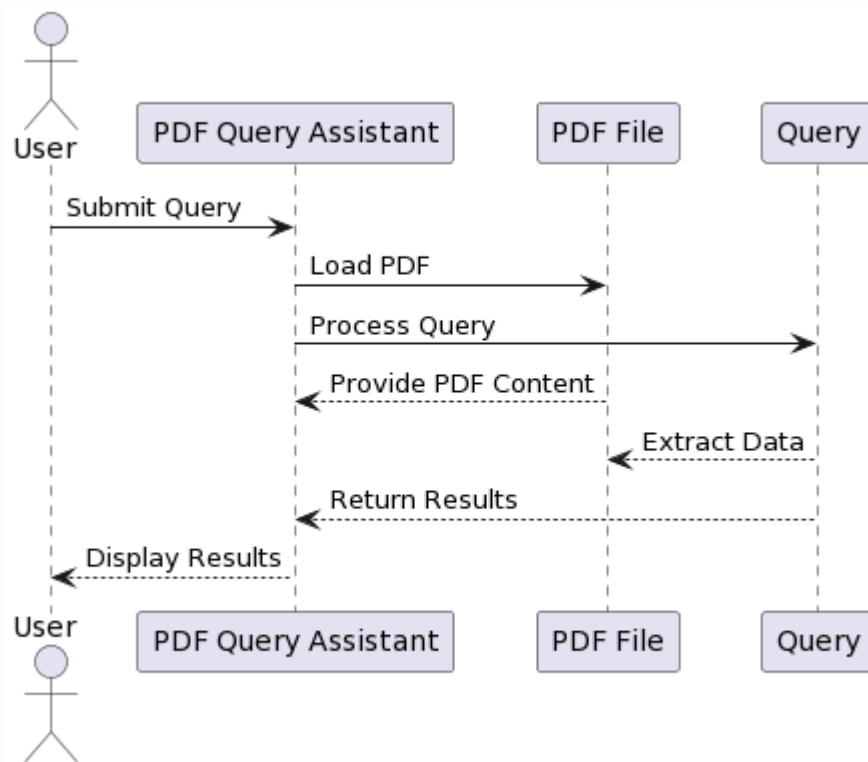 User
PDF Query Assistant
PDF File
Query
Submit Query
Load PDF
Process Query
Provide PDF Content
Extract Data
Return Results
Display Results
User
PDF Query Assistant
PDF File
Query